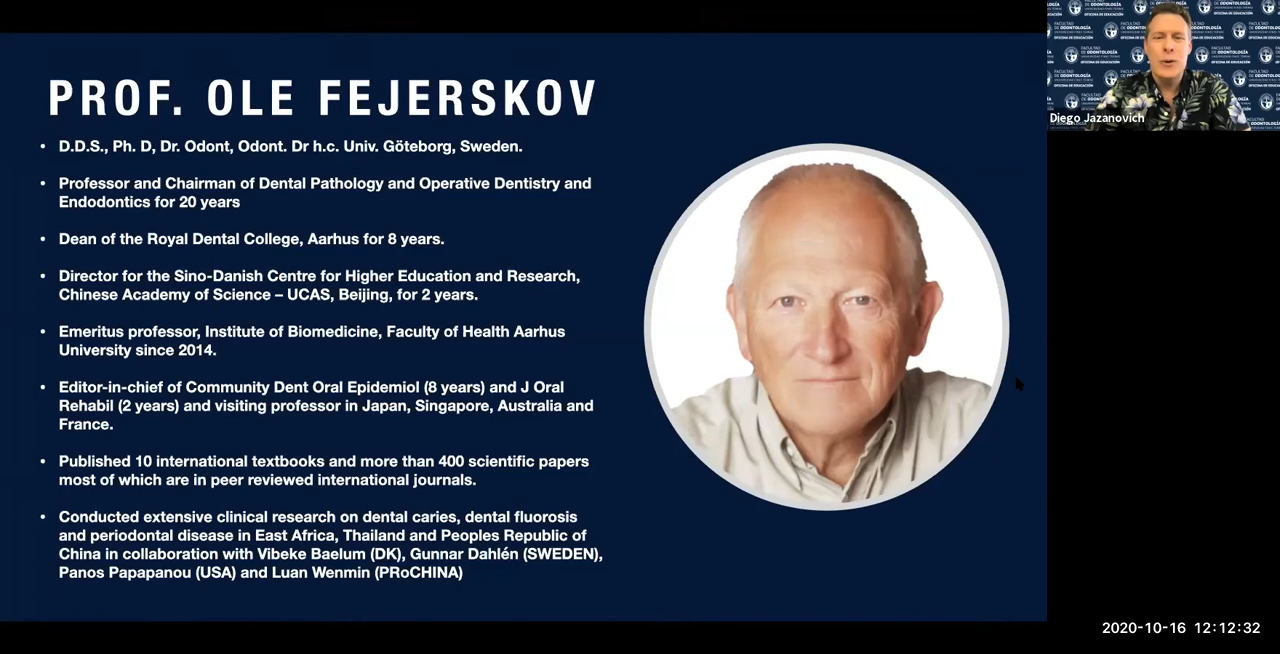 PROF. OLE FEJERSKOV
• D.D.S., Ph. D, Dr. Odont, Odont. Dr h.c. Univ. Göteborg, Sweden.
• Professor and Chairman of Dental Pathology and Operative Dentistry and
Endodontics for 20 years
• Dean of the Royal Dental College, Aarhus for 8 years.
• Director for the Sino-Danish Centre for Higher Education and Research,
Chinese Academy of Science – UCAS, Beijing, for 2 years.
• Emeritus professor, Institute of Biomedicine, Faculty of Health Aarhus
University since 2014.
• Editor-in-chief of Community Dent Oral Epidemiol (8 years) and J Oral
Rehabil (2 years) and visiting professor in Japan, Singapore, Australia and
France.
• Published 10 international textbooks and more than 400 scientific papers
most of which are in peer reviewed international journals.
• Conducted extensive clinical research on dental caries, dental fluorosis
and periodontal disease in East Africa, Thailand and Peoples Republic of
China in collaboration with Vibeke Baelum (DK), Gunnar Dahlén (SWEDEN),
Panos Papapanou (USA) and Luan Wenmin (PRoCHINA)
FACULTAD
DE ODONTOLOGÍA
OFICINA DE EDUCACIÓN
Diego Jazanovich
2020-10-16 12:12:32